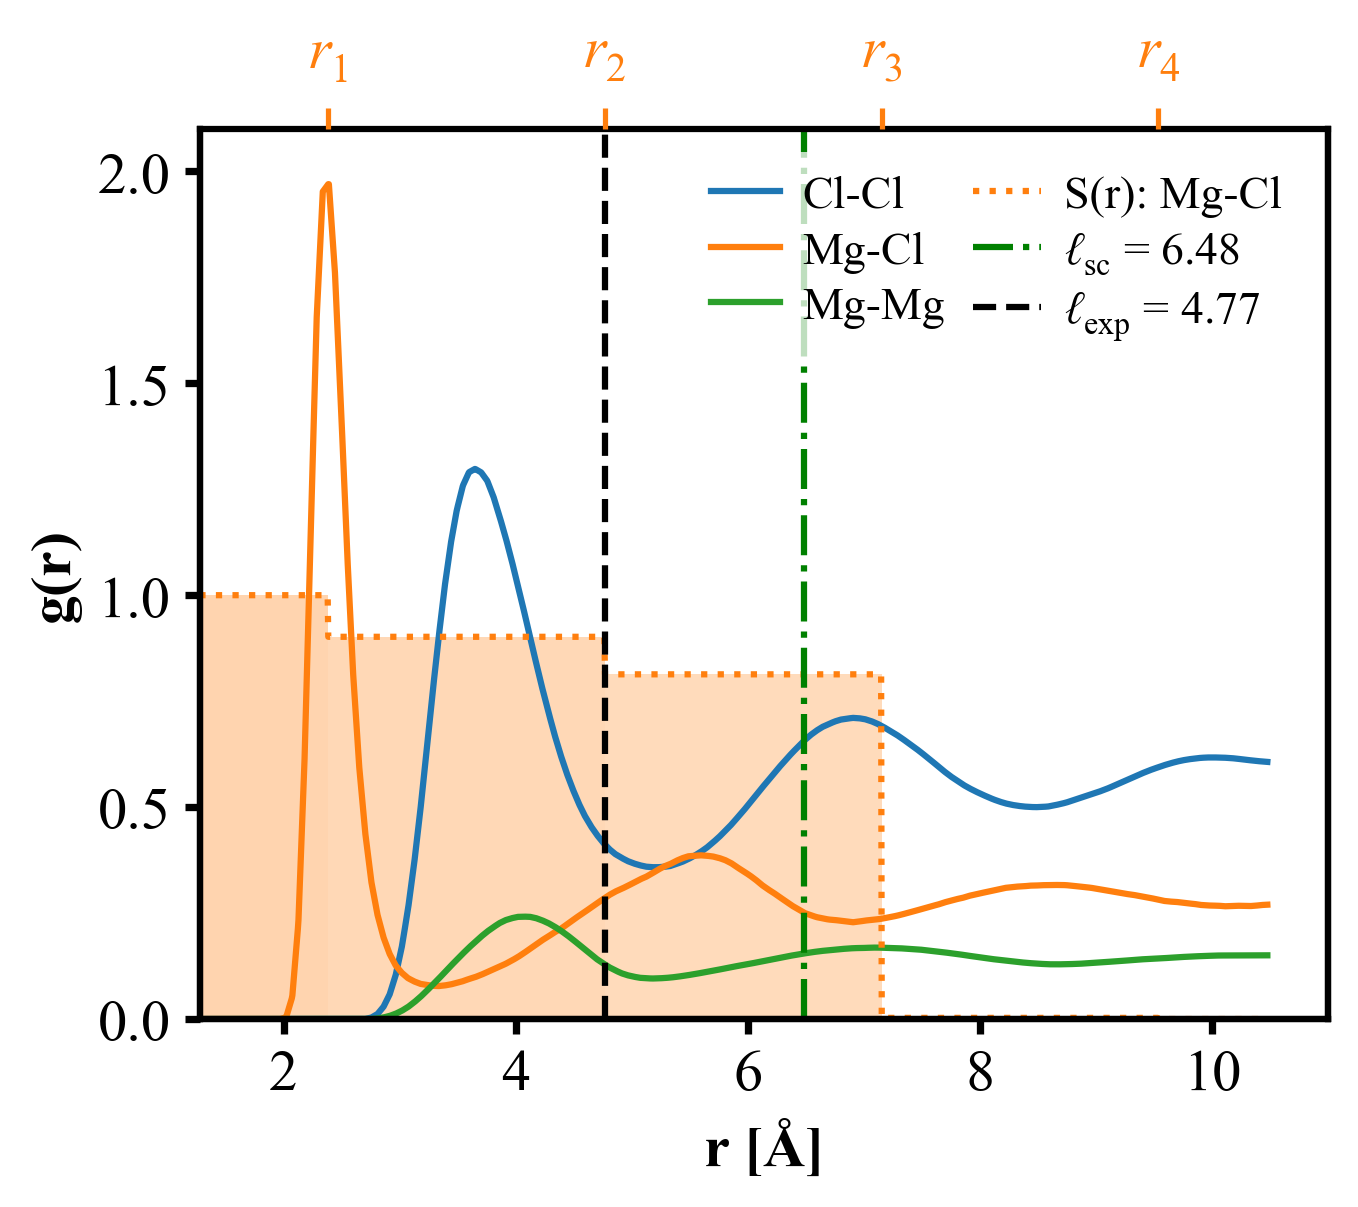 r1 r2 r3 r4
2.0
1.5
1.0
0.5
0.0
g(r)
Cl-Cl
Mg-Cl
Mg-Mg
S(r): Mg-Cl
ℓsc = 6.48
ℓexp = 4.77
2 4 6 8 10
r [Å]